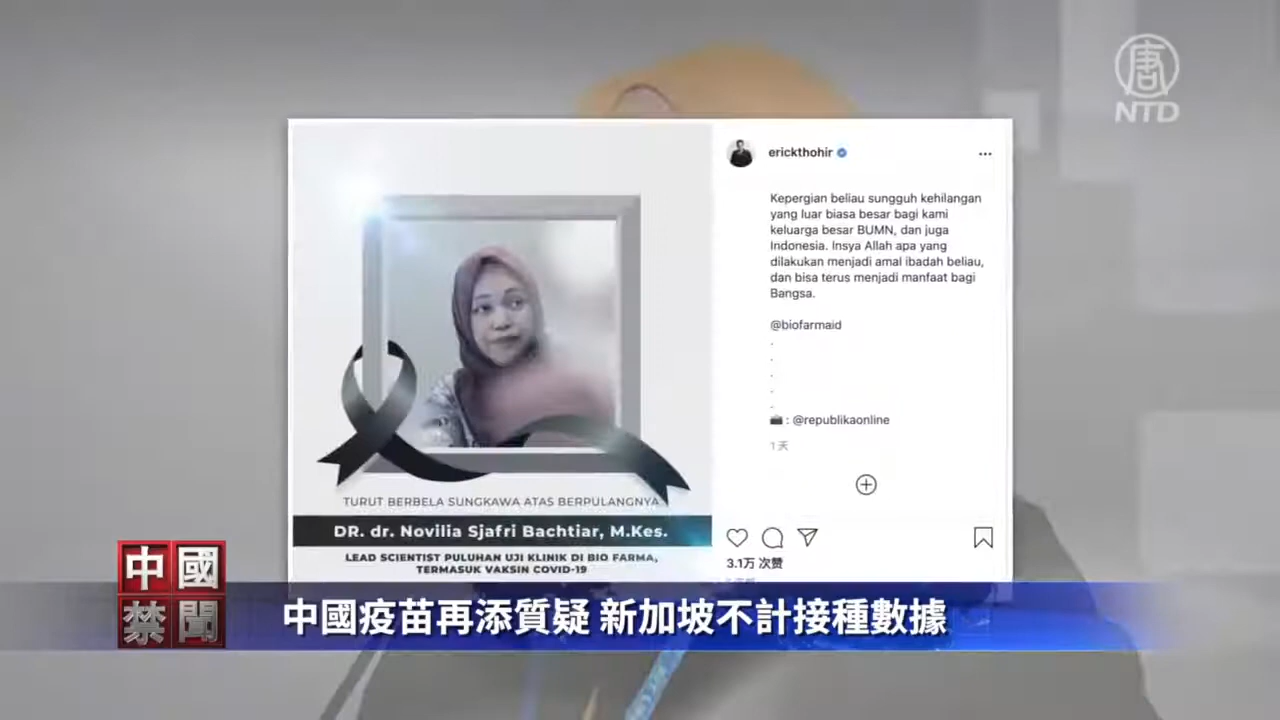 唐
NTD
erickthohir
Kepergian beliau sungguh kehilangan
yang luar biasa besar bagi kami
keluarga besar BUMN, dan juga
Indonesia. Insya Allah apa yang
dilakukan menjadi amal ibadah beliau,
dan bisa terus menjadi manfaat bagi
Bangsa.
@biofarmaid
.
.
.
.
.
: @republikaonline
1天
3.1万 次赞
TURUT BERBELA SUNGKAWA ATAS BERPULANGNYA
DR. dr. Novilia Sjafri Bachtiar, M.Kes.
LEAD SCIENTIST PULUHAN UJI KLINIK DI BIO FARMA,
TERMASUK VAKSIN COVID-19
中國
禁聞
中國疫苗再添質疑 新加坡不計接種數據